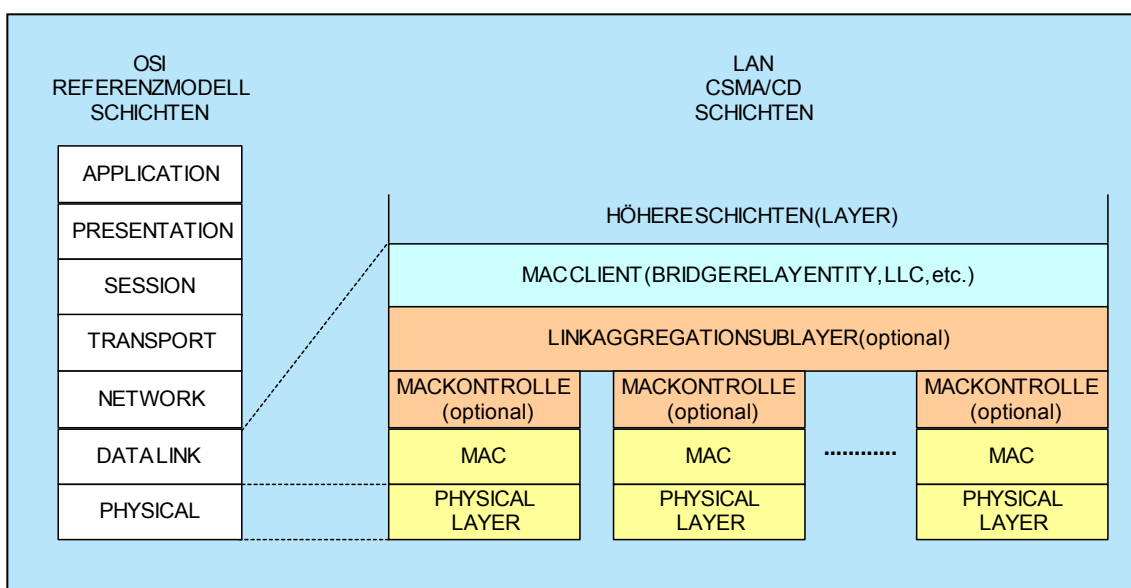 OSI
REFERENZMODELL
SCHICHTEN
LAN
CSMA/CD
SCHICHTEN
APPLICATION
PRESENTATION
SESSION
TRANSPORT
NETWORK
DATALINK
PHYSICAL
HÖHERESCHICHTEN(LAYER)
MACCLIENT(BRIDGERELAYENTITY,LLC,etc.)
LINKAGGREGATIONSUBLAYER(optional)
MACKONTROLLE
(optional)
MACKONTROLLE
(optional)
MACKONTROLLE
(optional)
MAC
MAC
............
MAC
PHYSICAL
LAYER
PHYSICAL
LAYER
PHYSICAL
LAYER